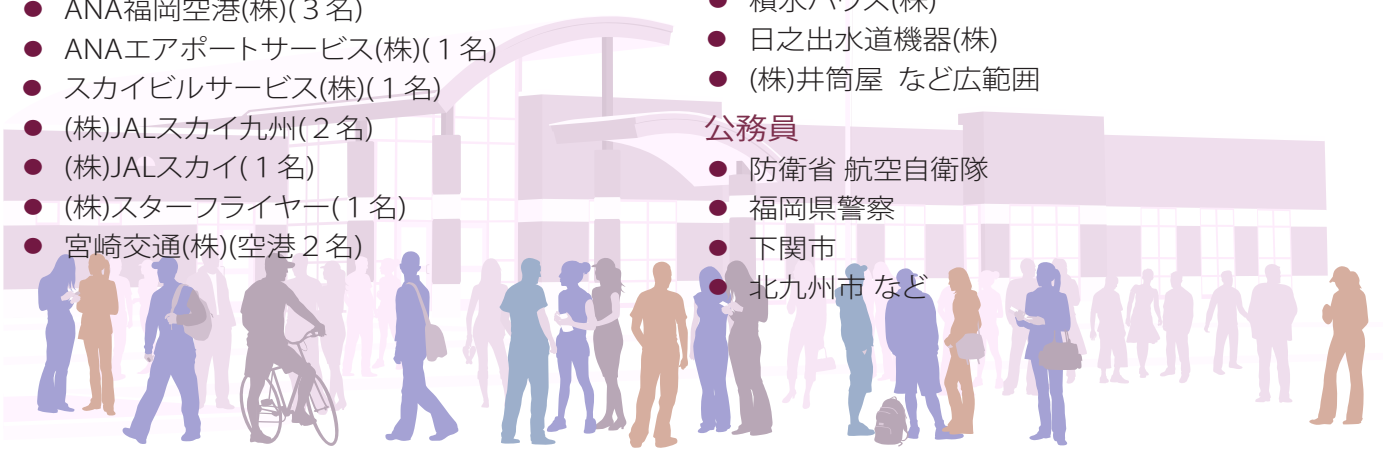 ● ANA福岡空港(株)(３名)
● ANAエアポートサービス(株)(１名)
● スカイビルサービス(株)(１名)
● (株)JALスカイ九州(２名)
● (株)JALスカイ(１名)
● (株)スターフライヤー(１名)
● 宮崎交通(株)(空港２名)
● 積水ハウス(株)
● 日之出水道機器(株)
● (株)井筒屋 など広範囲
公務員
● 防衛省 航空自衛隊
● 福岡県警察
● 下関市
● 北九州市 など